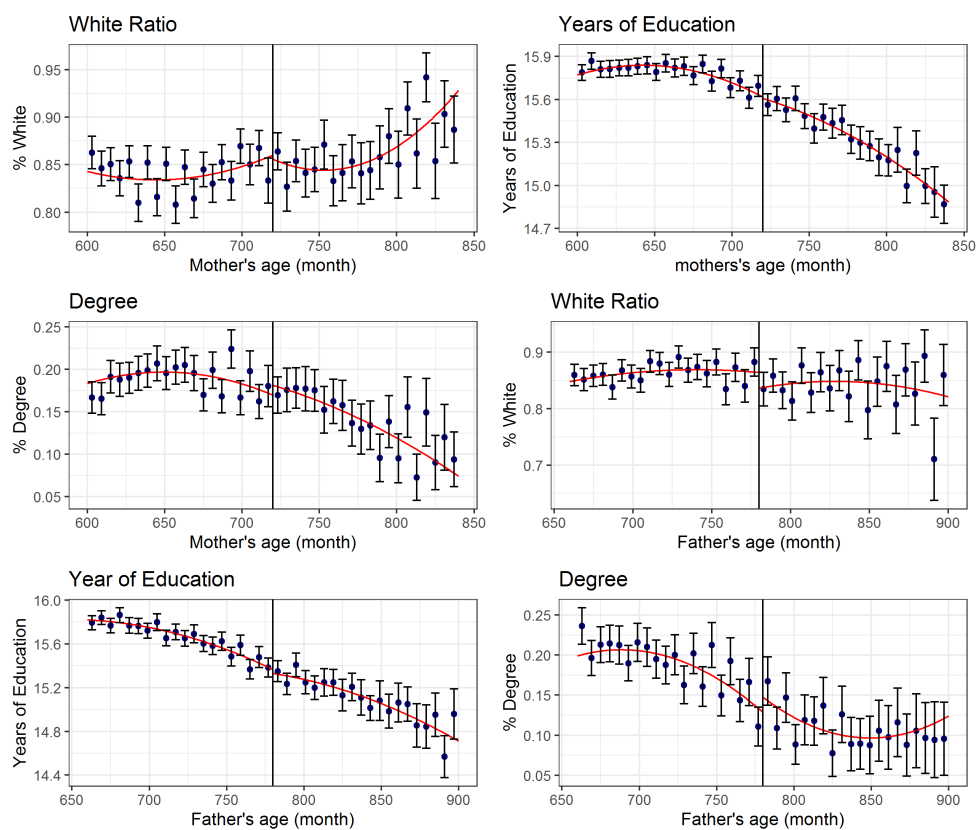 White Ratio
% White
0.95
0.90
0.85
0.80
600 650 700 750 800 850
Mother's age (month)
Years of Education
Years of Education
15.9
15.6
15.3
15.0
14.7
600 650 700 750 800 850
mothers's age (month)
Degree
% Degree
0.25
0.20
0.15
0.10
0.05
600 650 700 750 800 850
Mother's age (month)
White Ratio
% White
0.9
0.8
0.7
650 700 750 800 850 900
Father's age (month)
Year of Education
Years of Education
16.0
15.6
15.2
14.8
14.4
650 700 750 800 850 900
Father's age (month)
Degree
% Degree
0.25
0.20
0.15
0.10
0.05
650 700 750 800 850 900
Father's age (month)